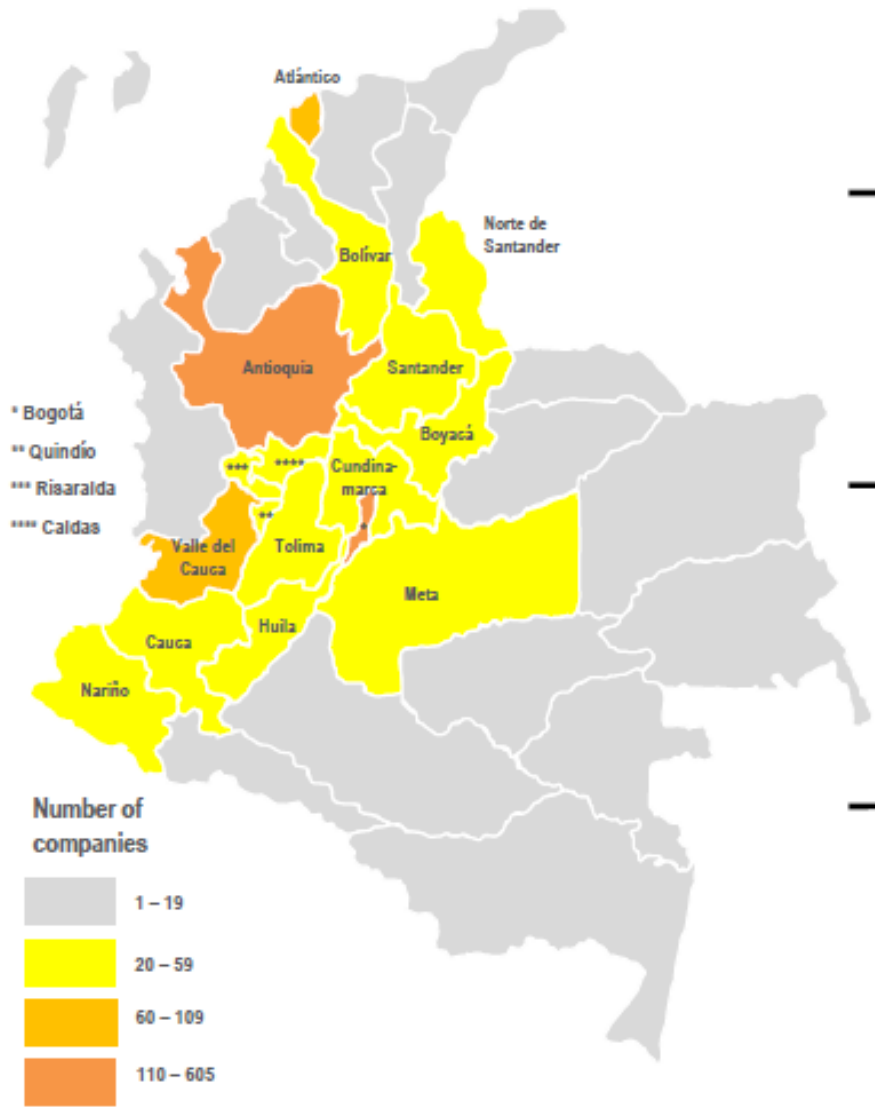 Atlántico
Norte de
Santander
Bolívar
Antioquia
Santander
* Bogotá
** Quindío
*** Risaralda
**** Caldas
Boyacá
***
****
Cundina-
marca
*
**
Valle del
Cauca
Tolima
Meta
Huila
Cauca
Nariño
Number of
companies
1 – 19
20 – 59
60 – 109
110 – 605